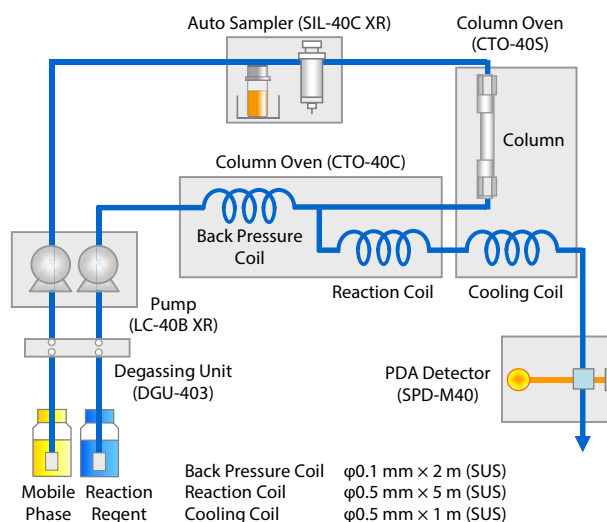 Auto Sampler (SIL-40C XR)
Column Oven
(CTO-40S)
Column
Column Oven (CTO-40C)
Back Pressure
Coil
Reaction Coil
Cooling Coil
Pump
(LC-40B XR)
Degassing Unit
(DGU-403)
PDA Detector
(SPD-M40)
Mobile
Phase
Reaction
Regent
Back Pressure Coil φ0.1 mm × 2 m (SUS)
Reaction Coil φ0.5 mm × 5 m (SUS)
Cooling Coil φ0.5 mm × 1 m (SUS)